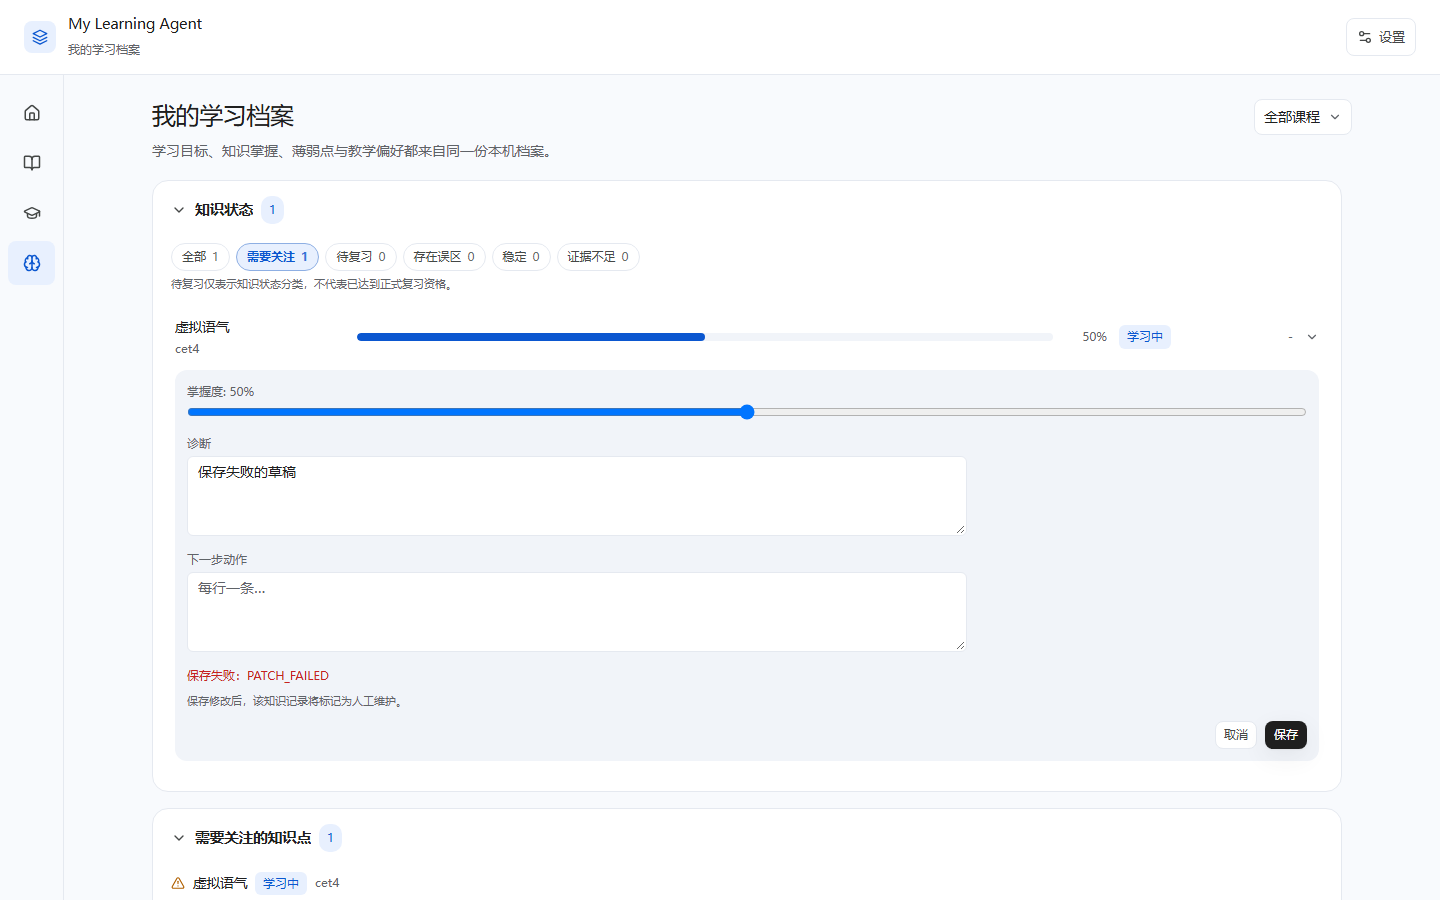 My Learning Agent
我的学习档案
设置
我的学习档案
全部课程
学习目标、知识掌握、薄弱点与教学偏好都来自同一份本机档案。
知识状态 1
全部 1 需要关注 1 待复习 0 存在误区 0 稳定 0 证据不足 0
待复习仅表示知识状态分类，不代表已达到正式复习资格。
虚拟语气
cet4
50% 学习中 -
掌握度: 50%
诊断
保存失败的草稿
下一步动作
每行一条...
保存失败：PATCH_FAILED
保存修改后，该知识记录将标记为人工维护。
取消 保存
需要关注的知识点 1
虚拟语气 学习中 cet4